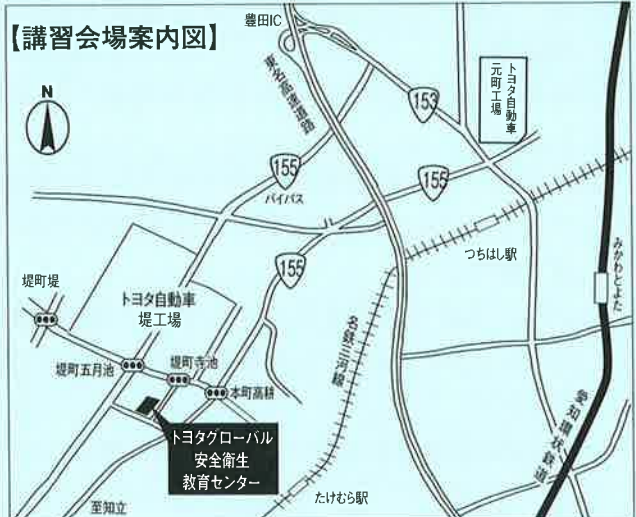 【講習会場案内図】
豊田IC
N
東名高速道路
153
トヨタ自動車
元町工場
155
バイパス
155
155
つちはし駅
みかわとよた
堤町堤
トヨタ自動車
堤工場
名鉄三河線
堤町五月池
堤町寺池
本町高耕
愛知環状鉄道
トヨタグローバル
安全衛生
教育センター
たけむら駅
至知立